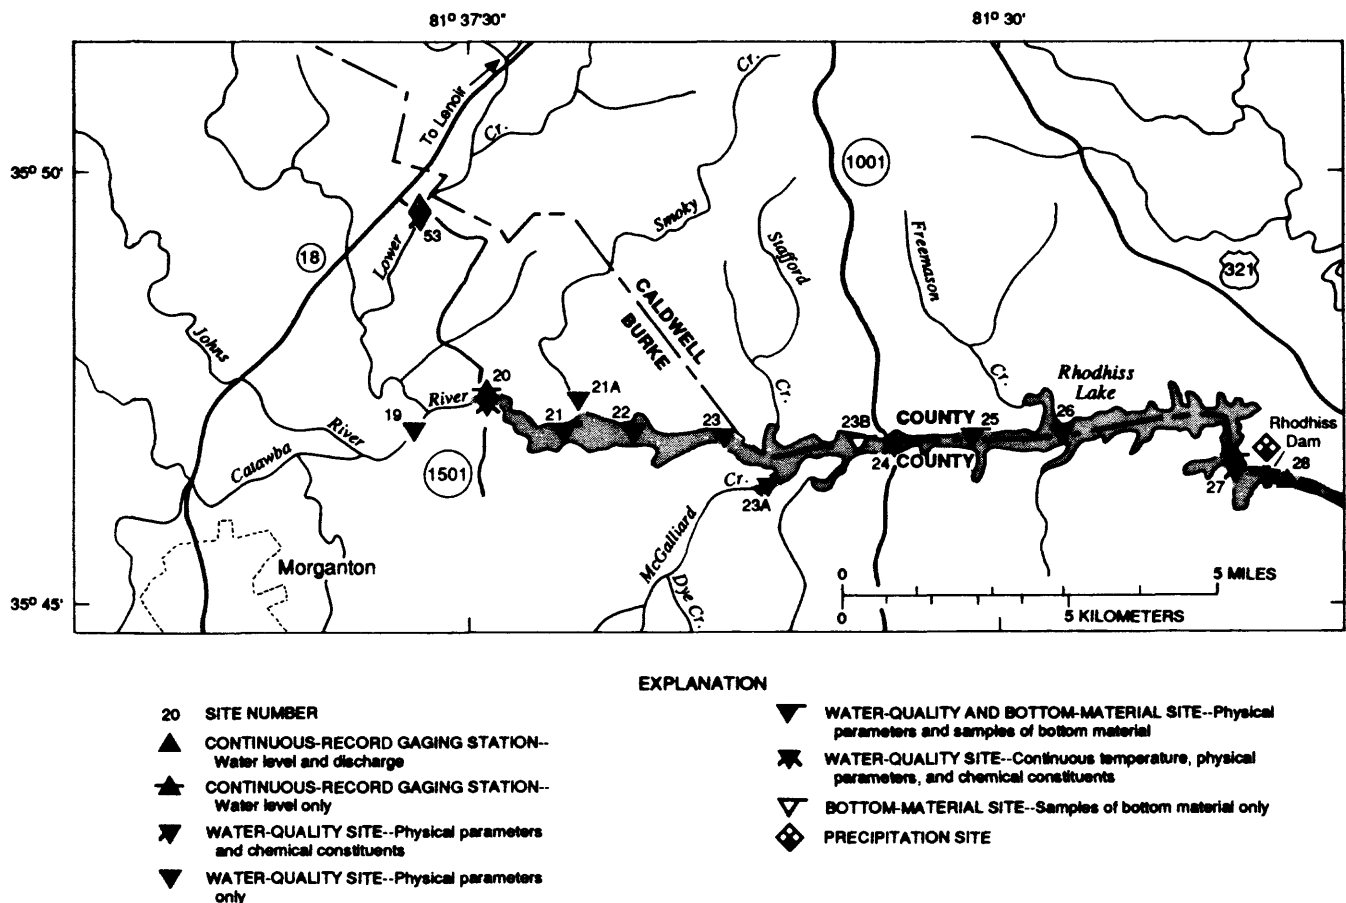 81° 37'30"
81° 30'
35° 50'
To Lenoir
Cr.
Cr.
1001
53
18
Lower
Smoky
Stafford
Freemason
321
CALDWELL
BURKE
Johns
20
21A
River
19
21
22
23
Cr.
Cr.
Rhodhiss
Lake
23B
COUNTY
25
26
Rhodhiss
Dam
River
Catawba
1501
24
COUNTY
28
27
Cr.
23A
McGalliard
Dye Cr.
Morganton
35° 45'
0
5 MILES
0
5 KILOMETERS
EXPLANATION
20 SITE NUMBER
CONTINUOUS-RECORD GAGING STATION--
Water level and discharge
CONTINUOUS-RECORD GAGING STATION--
Water level only
WATER-QUALITY SITE--Physical parameters
and chemical constituents
WATER-QUALITY SITE--Physical parameters
only
WATER-QUALITY AND BOTTOM-MATERIAL SITE--Physical
parameters and samples of bottom material
WATER-QUALITY SITE--Continuous temperature, physical
parameters, and chemical constituents
BOTTOM-MATERIAL SITE--Samples of bottom material only
PRECIPITATION SITE